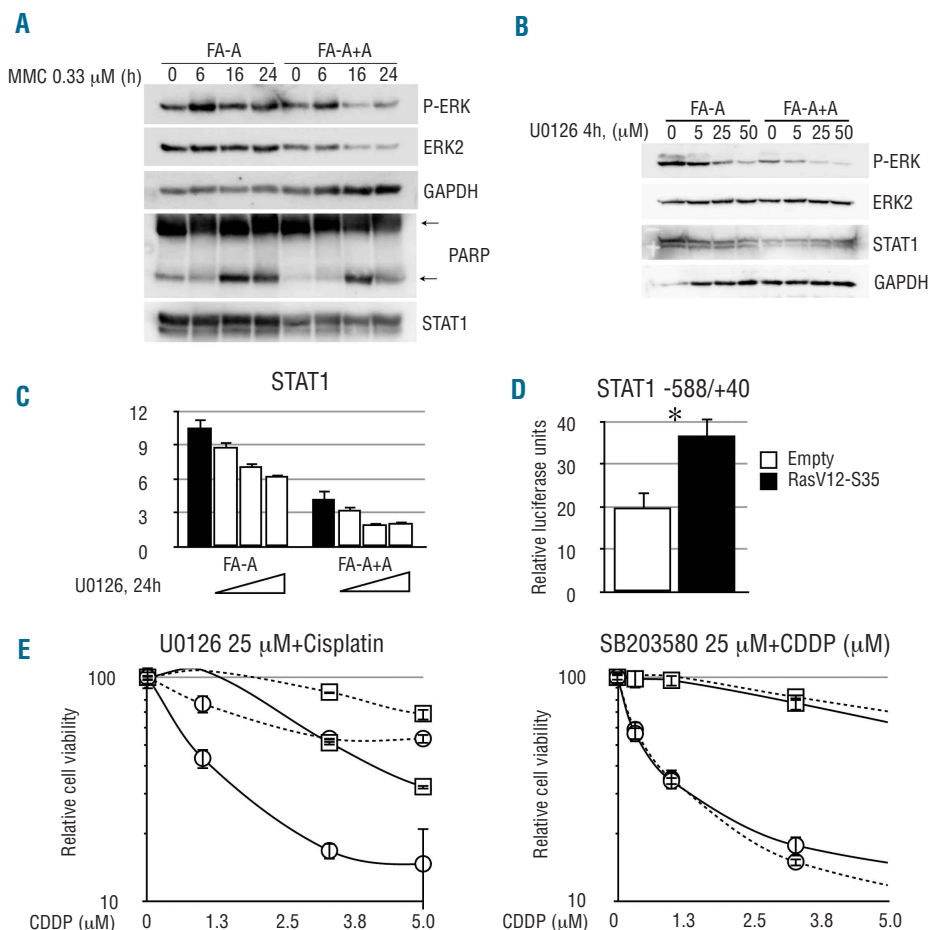 A
FA-A FA-A+A
MMC 0.33 μM (h) 0 6 16 24 0 6 16 24
P-ERK
ERK2
GAPDH
PARP
STAT1
B
FA-A FA-A+A
U0126 4h, (μM) 0 5 25 50 0 5 25 50
P-ERK
ERK2
STAT1
GAPDH
C
STAT1
12
9
6
3
0
FA-A FA-A+A
U0126, 24h
D
STAT1 -588/+40
Relative luciferase units
40
30
20
10
0
*
Empty
RasV12-S35
E
U0126 25 μM+Cisplatin
Relative cell viability
100
10
CDDP (μM) 0 1.3 2.5 3.8 5.0
SB203580 25 μM+CDDP (μM)
Relative cell viability
100
10
CDDP (μM) 0 1.3 2.5 3.8 5.0